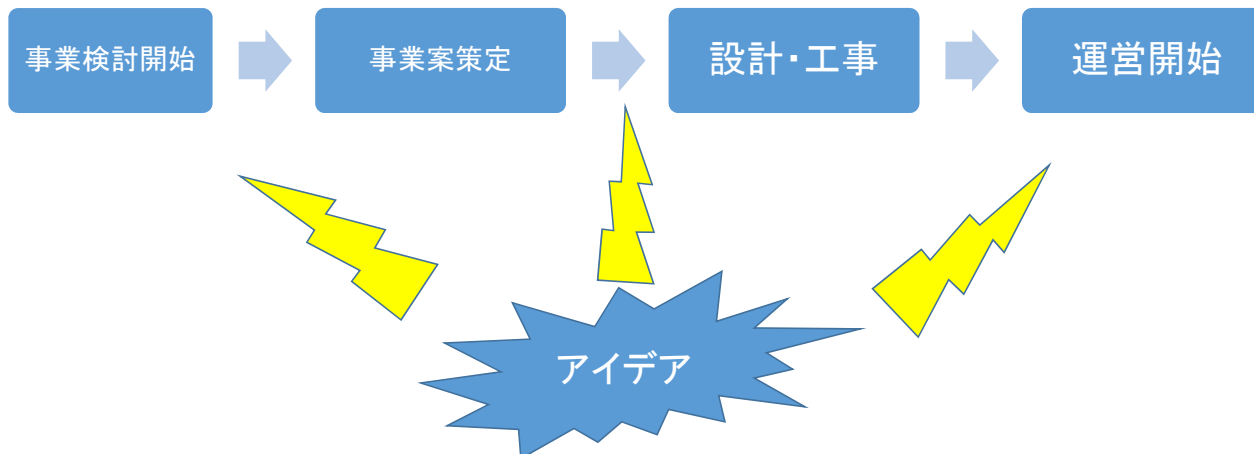 事業検討開始
事業案策定
設計・工事
運営開始
アイデア